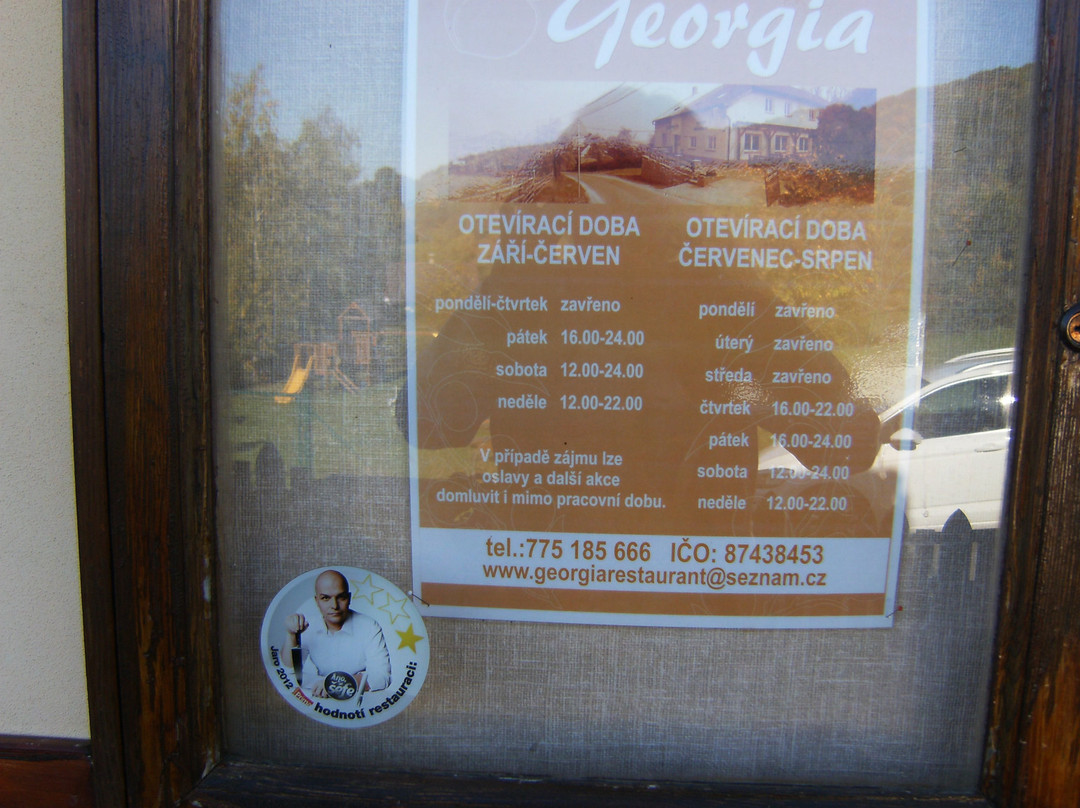 Georgia
OTEVÍRACÍ DOBA
ZÁŘÍ-ČERVEN
pondělí-čtvrtek zavřeno
pátek 16.00-24.00
sobota 12.00-24.00
neděle 12.00-22.00
V případě zájmu lze
oslavy a další akce
domluvit i mimo pracovní dobu.
OTEVÍRACÍ DOBA
ČERVENEC-SRPEN
pondělí zavřeno
úterý zavřeno
středa zavřeno
čtvrtek 16.00-22.00
pátek 16.00-24.00
sobota 12.00-24.00
neděle 12.00-22.00
tel.:775 185 666 IČO: 87438453
www.georgiarestaurant@seznam.cz
Ano,
šéfe
Jaro 2012 prima hodnotí restauraci: